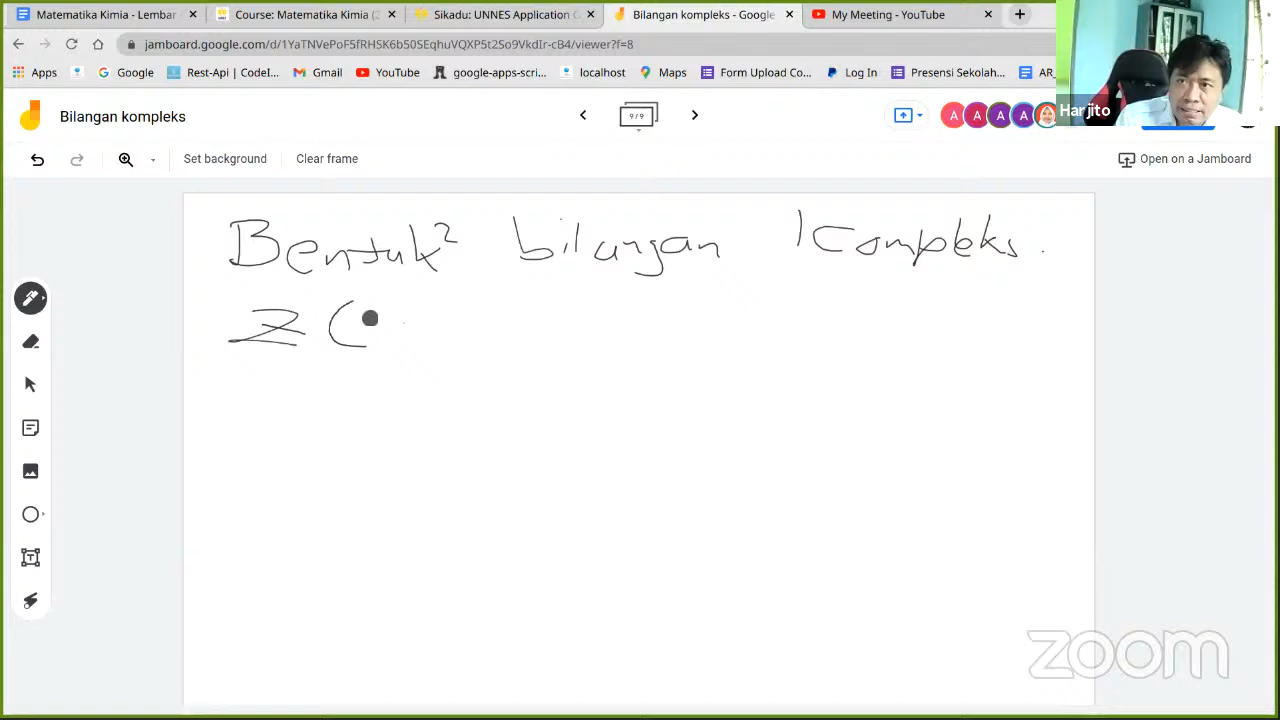 Matematika Kimia - Lembar
Course: Matematika Kimia (2
Sikadu: UNNES Application G
Bilangan kompleks - Google
My Meeting - YouTube
jamboard.google.com/d/1YaTNVePoF5fRHSK6b50SEqhuVQXP5t2So9VkdIr-cB4/viewer?f=8
Apps
Google
Rest-Api | CodeI...
Gmail
YouTube
google-apps-scri...
localhost
Maps
Form Upload Co...
Log In
Presensi Sekolah...
AR_
Harjito
Bilangan kompleks
9/9
A A A A
Set background
Clear frame
Open on a Jamboard
Bentuk² bilangan kompleks.
Z (
zoom